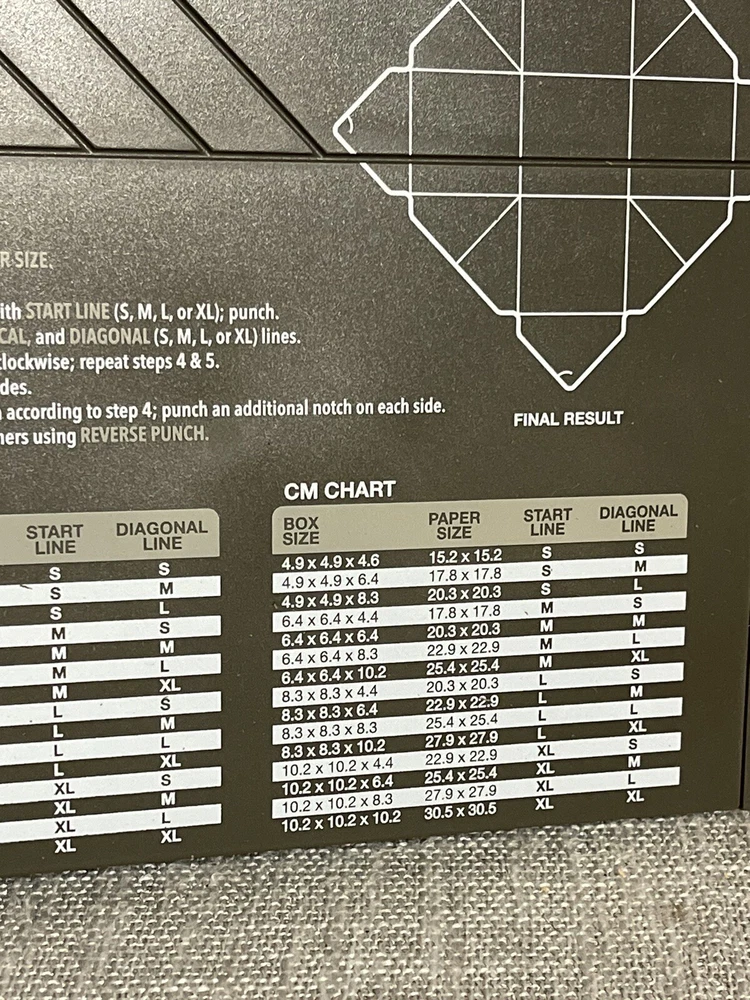 R SIZE.
ith START LINE (S, M, L, or XL); punch.
CAL, and DIAGONAL (S, M, L, or XL) lines.
clockwise; repeat steps 4 & 5.
des.
according to step 4; punch an additional notch on each side.
ners using REVERSE PUNCH.
FINAL RESULT
START LINE DIAGONAL LINE
S S
S M
S L
M S
M M
M L
M XL
L S
L M
L L
L XL
XL S
XL M
XL L
XL XL
CM CHART
BOX SIZE PAPER SIZE START LINE DIAGONAL LINE
4.9 x 4.9 x 4.6 15.2 x 15.2 S S
4.9 x 4.9 x 6.4 17.8 x 17.8 S M
4.9 x 4.9 x 8.3 20.3 x 20.3 S L
6.4 x 6.4 x 4.4 17.8 x 17.8 M S
6.4 x 6.4 x 6.4 20.3 x 20.3 M M
6.4 x 6.4 x 8.3 22.9 x 22.9 M L
6.4 x 6.4 x 10.2 25.4 x 25.4 M XL
8.3 x 8.3 x 4.4 20.3 x 20.3 L S
8.3 x 8.3 x 6.4 22.9 x 22.9 L M
8.3 x 8.3 x 8.3 25.4 x 25.4 L L
8.3 x 8.3 x 10.2 27.9 x 27.9 L XL
10.2 x 10.2 x 4.4 22.9 x 22.9 XL S
10.2 x 10.2 x 6.4 25.4 x 25.4 XL M
10.2 x 10.2 x 8.3 27.9 x 27.9 XL L
10.2 x 10.2 x 10.2 30.5 x 30.5 XL XL